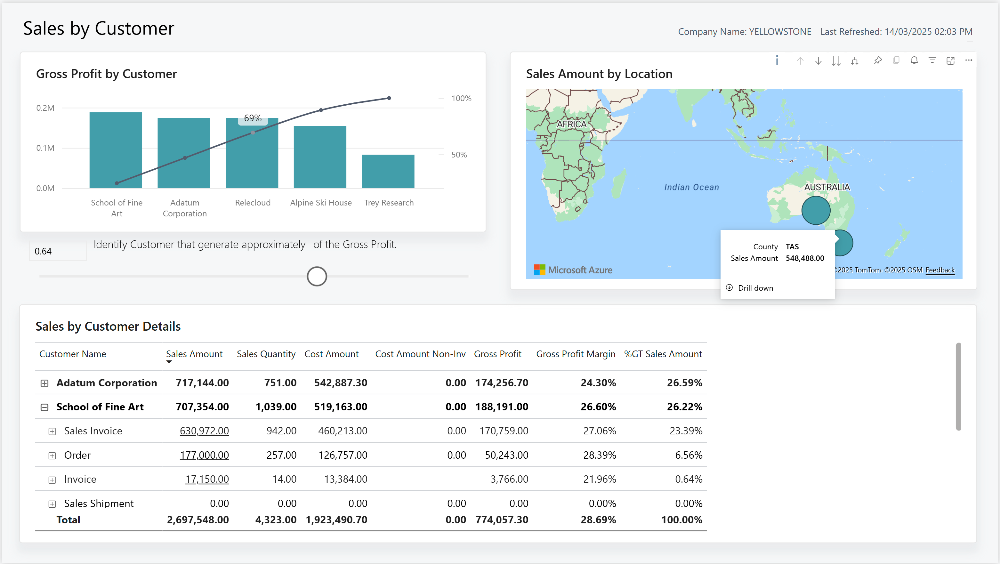 Sales by Customer
Company Name: YELLOWSTONE - Last Refreshed: 14/03/2025 02:03 PM
Gross Profit by Customer
0.2M
0.1M
0.0M
69%
100%
50%
School of Fine Art
Adatum Corporation
Relecloud
Alpine Ski House
Trey Research
0.64
Identify Customer that generate approximately of the Gross Profit.
Sales Amount by Location
AFRICA
Indian Ocean
AUSTRALIA
Microsoft Azure
©2025 TomTom ©2025 OSM Feedback
County TAS
Sales Amount 548,488.00
Drill down
Sales by Customer Details
Customer Name Sales Amount Sales Quantity Cost Amount Cost Amount Non-Inv Gross Profit Gross Profit Margin %GT Sales Amount
Adatum Corporation 717,144.00 751.00 542,887.30 0.00 174,256.70 24.30% 26.59%
School of Fine Art 707,354.00 1,039.00 519,163.00 0.00 188,191.00 26.60% 26.22%
Sales Invoice 630,972.00 942.00 460,213.00 0.00 170,759.00 27.06% 23.39%
Order 177,000.00 257.00 126,757.00 0.00 50,243.00 28.39% 6.56%
Invoice 17,150.00 14.00 13,384.00 3,766.00 21.96% 0.64%
Sales Shipment 0.00 0.00 0.00 0.00 0.00 0.00% 0.00%
Total 2,697,548.00 4,323.00 1,923,490.70 0.00 774,057.30 28.69% 100.00%